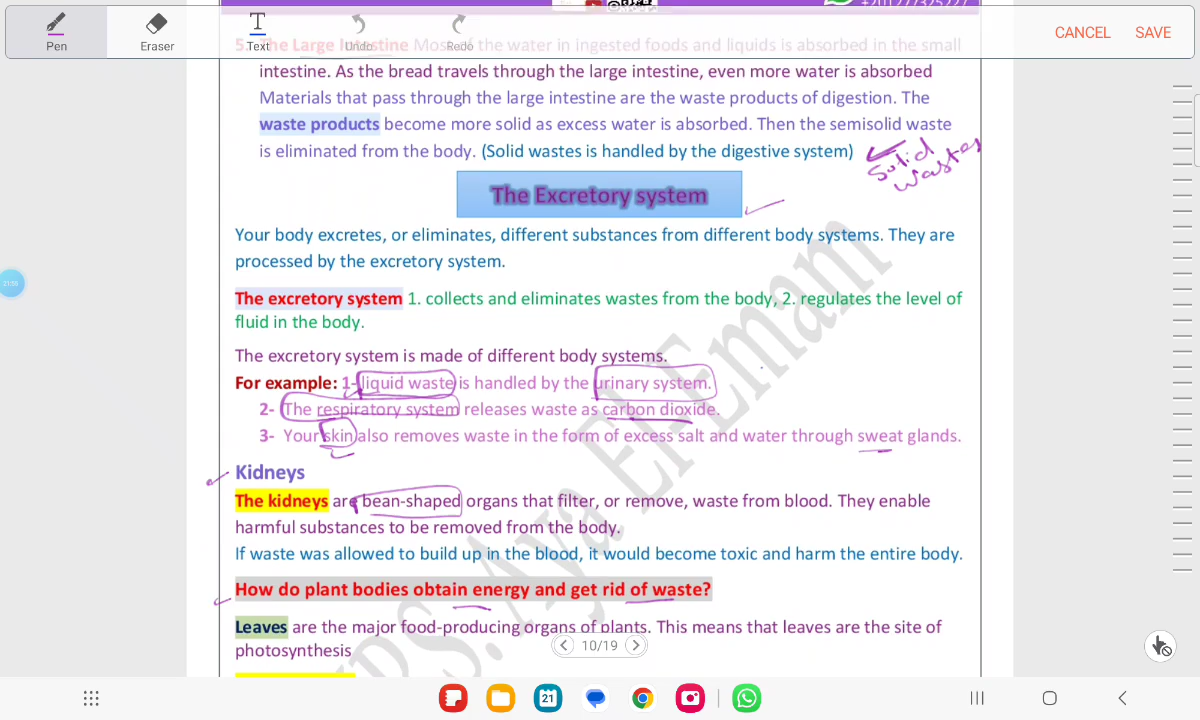 +201277325227
Pen
Eraser
Text
Undo
Redo
CANCEL
SAVE
5. The Large Intestine Most of the water in ingested foods and liquids is absorbed in the small
intestine. As the bread travels through the large intestine, even more water is absorbed
Materials that pass through the large intestine are the waste products of digestion. The
waste products become more solid as excess water is absorbed. Then the semisolid waste
is eliminated from the body. (Solid wastes is handled by the digestive system)
Solid
wastes
The Excretory system
Your body excretes, or eliminates, different substances from different body systems. They are
processed by the excretory system.
21:50
The excretory system 1. collects and eliminates wastes from the body, 2. regulates the level of
fluid in the body.
The excretory system is made of different body systems.
For example: 1- liquid waste is handled by the urinary system.
2- The respiratory system releases waste as carbon dioxide.
3- Your skin also removes waste in the form of excess salt and water through sweat glands.
Kidneys
The kidneys are bean-shaped organs that filter, or remove, waste from blood. They enable
harmful substances to be removed from the body.
If waste was allowed to build up in the blood, it would become toxic and harm the entire body.
How do plant bodies obtain energy and get rid of waste?
Leaves are the major food-producing organs of plants. This means that leaves are the site of
photosynthesis
10/19
Aya El-Emam
21